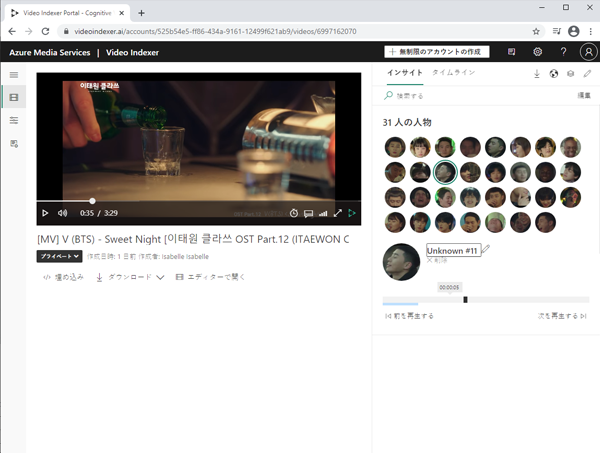 Video Indexer Portal - Cognitive
videoindexer.ai/accounts/525b54e5-ff86-434a-9161-12499f621ab9/videos/6997162070
Azure Media Services | Video Indexer
無制限のアカウントの作成
이태원 클라쓰
0:35 / 3:29
[MV] V (BTS) - Sweet Night [이태원 클라쓰 OST Part.12 (ITAEWON C
プライベート 作成日時: 1 日前 作成者: Isabelle Isabelle
埋め込み ダウンロード エディターで開く
インサイト タイムライン
検索する 編集
31 人の人物
Unknown #11
削除
00:00:05
前を再生する 次を再生する